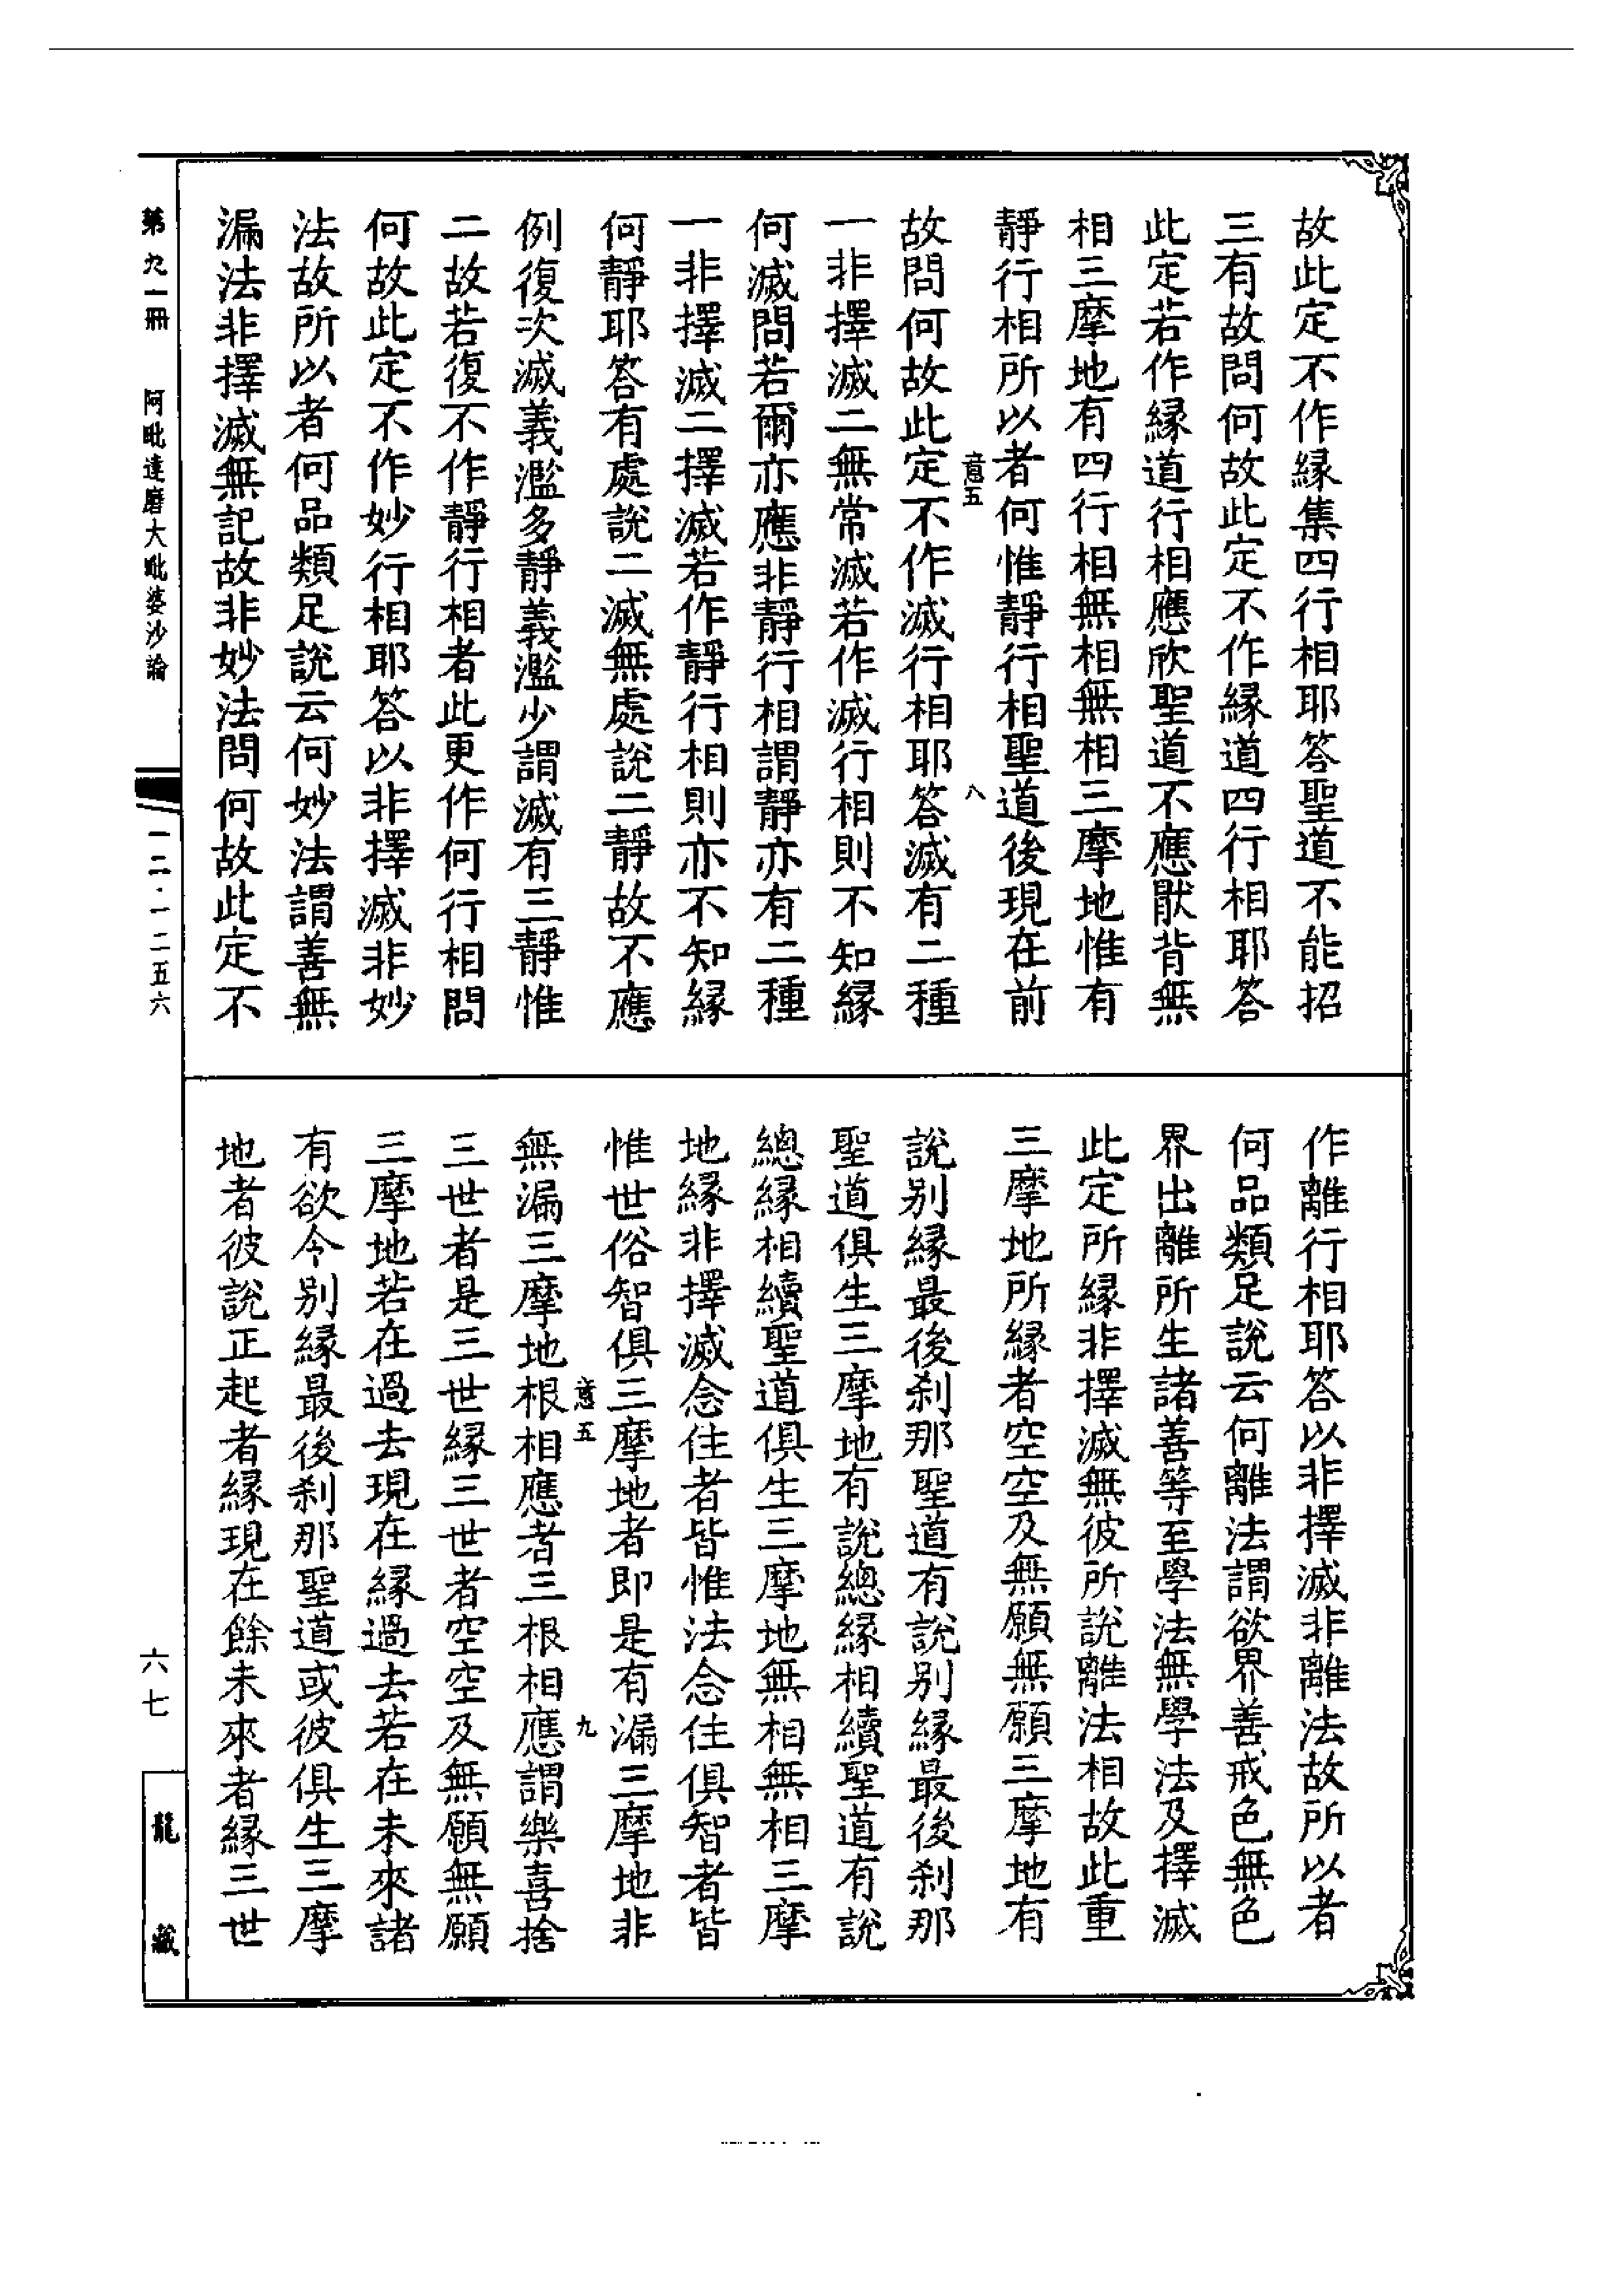 故此定不作緣集四行相耶答聖道不能招
三有故問何故此定不作緣道四行相耶答
此定若作緣道行相應欣聖道不應猒背無
相三摩地有四行相無相無相三摩地惟有
靜行相所以者何惟靜行相聖道後現在前
意五
八
故問何故此定不作滅行相耶答滅有二種
一非擇滅二無常滅若作滅行相則不知緣
何滅問若爾亦應非靜行相謂靜亦有二種
一非擇滅二擇滅若作靜行相則亦不知緣
何靜耶答有處說二滅無處說二靜故不應
例復次滅義濫多靜義濫少謂滅有三靜惟
二故若復不作靜行相者此更作何行相問
何故此定不作妙行相耶答以非擇滅非妙
法故所以者何品類足說云何妙法謂善無
漏法非擇滅無記故非妙法問何故此定不
作離行相耶答以非擇滅非離法故所以者
何品類足說云何離法謂欲界善戒色無色
界出離所生諸善等至學法無學法及擇滅
此定所緣非擇滅無彼所說離法相故此重
三摩地所緣者空空及無願無願三摩地有
說別緣最後刹那聖道有說別緣最後刹那
聖道俱生三摩地有說總緣相續聖道有說
總緣相續聖道俱生三摩地無相無相三摩
地緣非擇滅念住者皆惟法念住俱智者皆
惟世俗智俱三摩地者即是有漏三摩地非
意五
九
無漏三摩地根相應者三根相應謂樂喜捨
三世者是三世緣三世者空空及無願無願
三摩地若在過去現在緣過去若在未來諸
有欲令別緣最後刹那聖道或彼俱生三摩
地者彼說正起者緣現在餘未來者緣三世
第九一冊
阿毗達磨大毗婆沙論
一二·一二五六
六七
龍藏